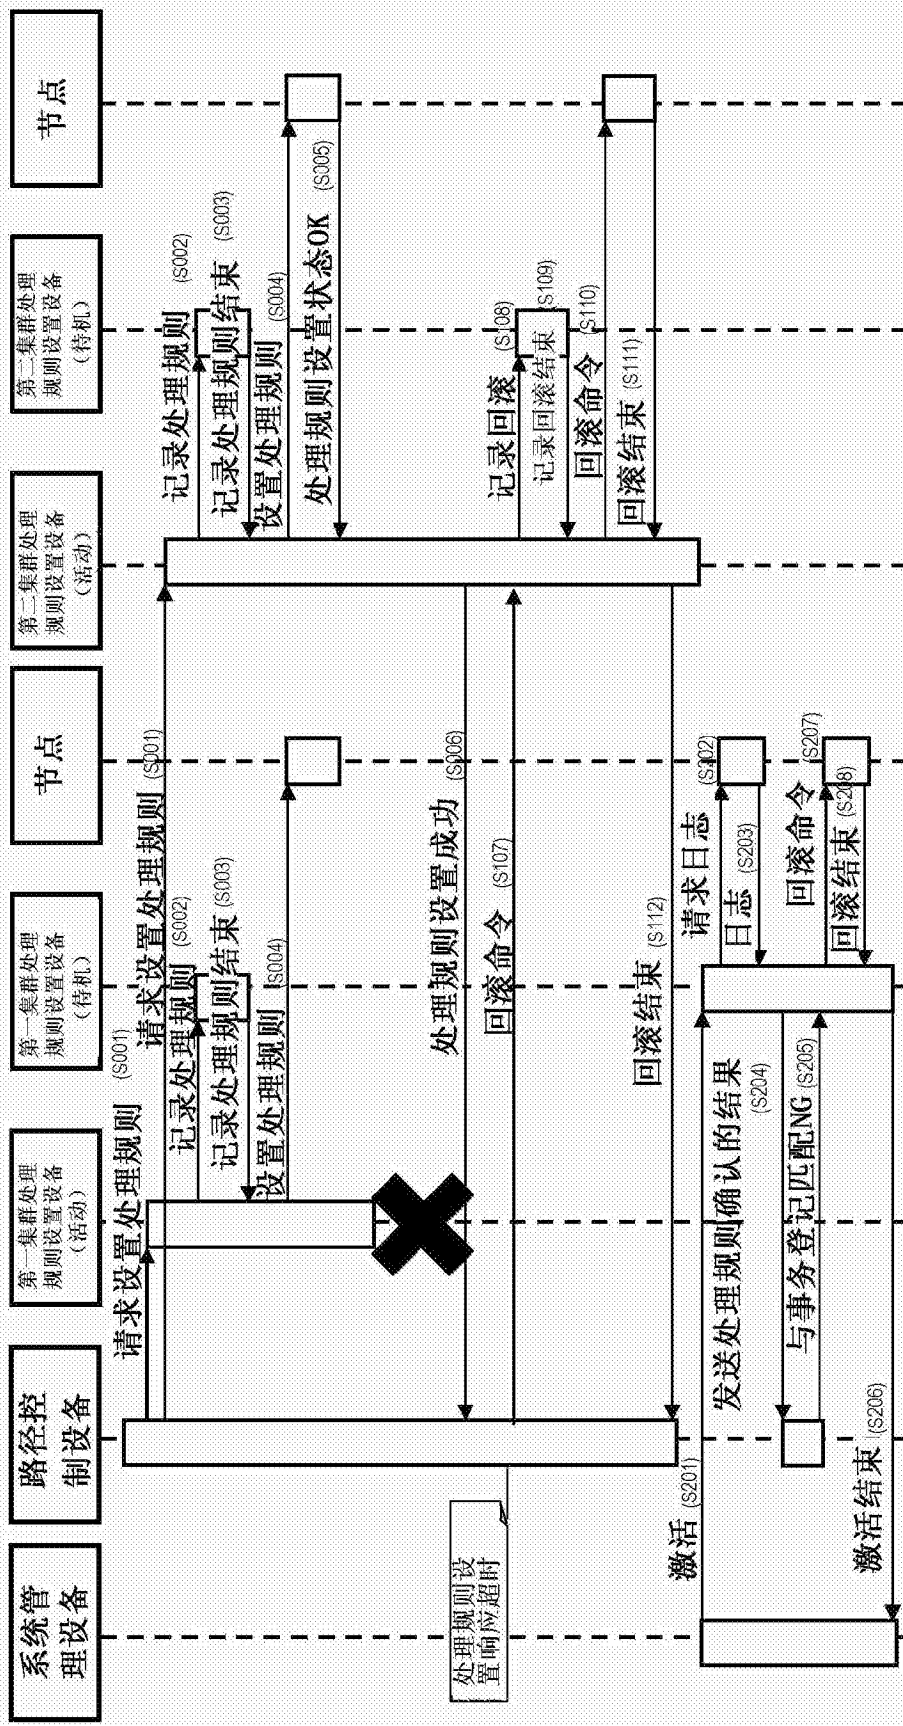 系统管
理设备
路径控
制设备
第一集群处理
规则设置设备
（活动）
第一集群处理
规则设置设备
（待机）
节点
第二集群处理
规则设置设备
（活动）
第二集群处理
规则设置设备
（待机）
节点
请求设置处理规则
(S001)
请求设置处理规则 (S001)
记录处理规则
(S002)
记录处理规则结束
(S003)
设置处理规则
(S004)
记录处理规则
(S002)
记录处理规则结束
(S003)
设置处理规则
(S004)
处理规则设置状态OK
(S005)
处理规则设置成功
(S006)
处理规则设
置响应超时
回滚命令
(S107)
记录回滚
(S108)
记录回滚结束
(S109)
回滚命令
(S110)
回滚结束
(S111)
回滚结束
(S112)
激活 (S201)
请求日志
(S202)
日志
(S203)
发送处理规则确认的结果
(S204)
与事务登记匹配NG (S205)
回滚命令
(S207)
回滚结束
(S208)
激活结束
(S206)